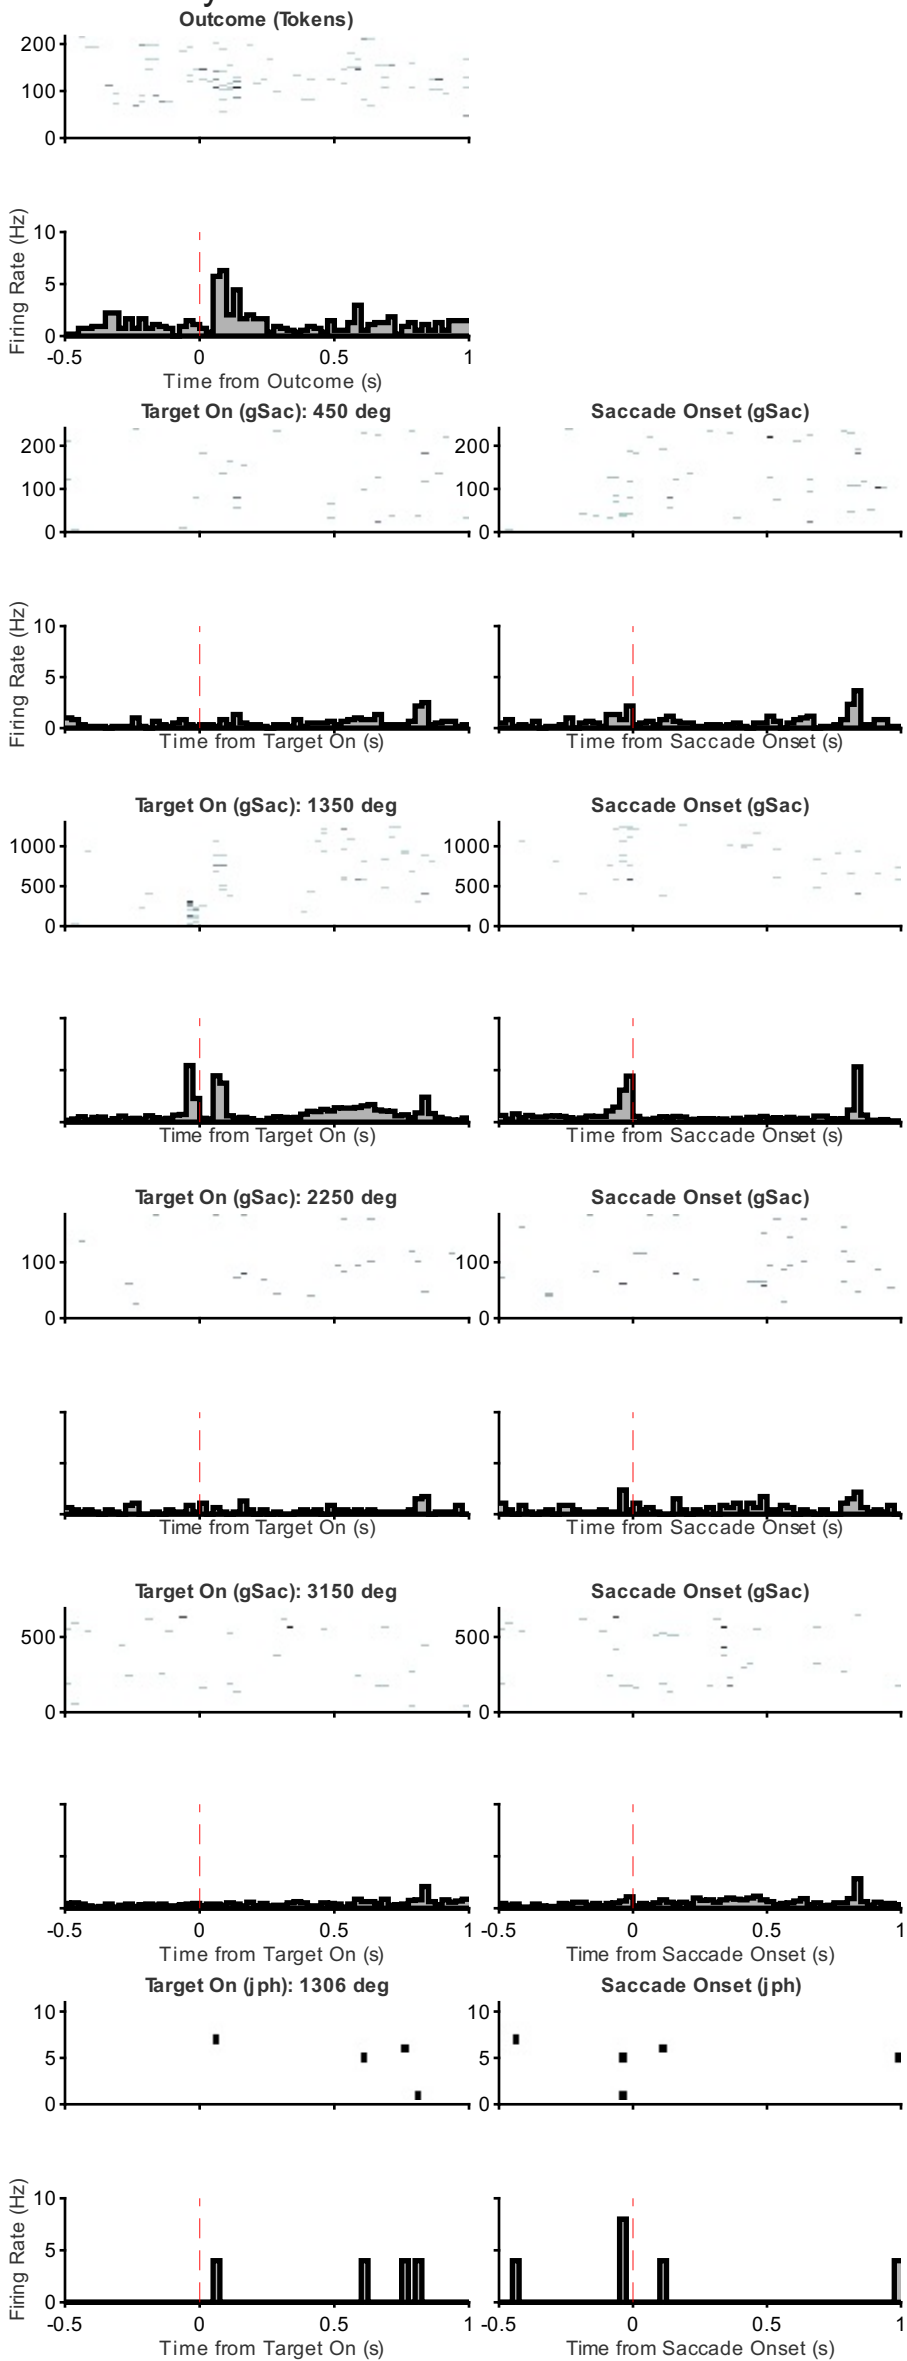 Outcome (Tokens)
200
100
0
Firing Rate (Hz)
10
5
0
-0.5 0 0.5 1
Time from Outcome (s)
Target On (gSac): 450 deg Saccade Onset (gSac)
200 200
100 100
0 0
Firing Rate (Hz)
10
5
0
Time from Target On (s) Time from Saccade Onset (s)
Target On (gSac): 1350 deg Saccade Onset (gSac)
1000 1000
500 500
0 0
Time from Target On (s) Time from Saccade Onset (s)
Target On (gSac): 2250 deg Saccade Onset (gSac)
100 100
0 0
Time from Target On (s) Time from Saccade Onset (s)
Target On (gSac): 3150 deg Saccade Onset (gSac)
500 500
0 0
-0.5 0 0.5 1 -0.5 0 0.5 1
Time from Target On (s) Time from Saccade Onset (s)
Target On (jph): 1306 deg Saccade Onset (jph)
10 10
5 5
0 0
Firing Rate (Hz)
10
5
0
-0.5 0 0.5 1 -0.5 0 0.5 1
Time from Target On (s) Time from Saccade Onset (s)